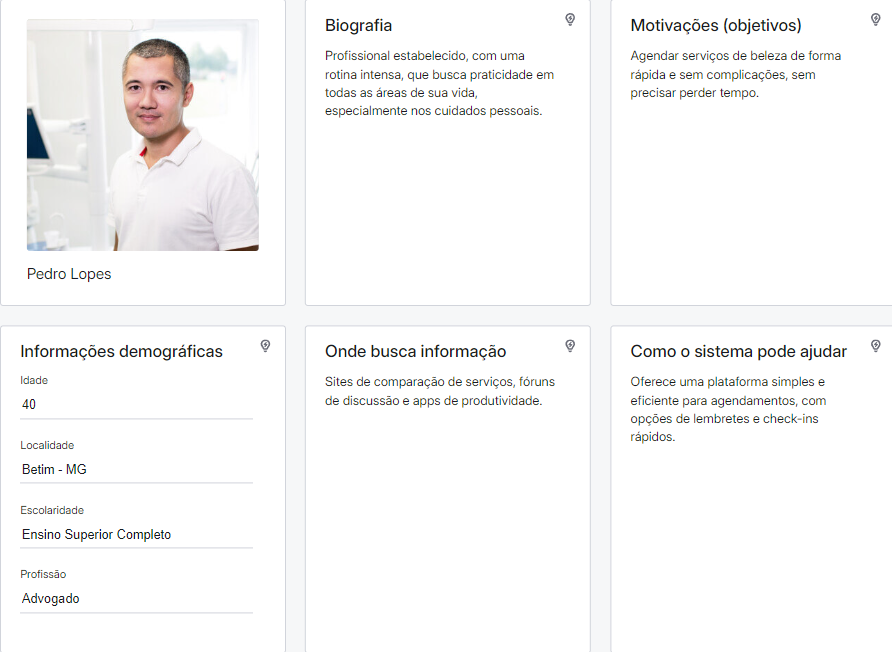 Pedro Lopes
Biografia
Profissional estabelecido, com uma
rotina intensa, que busca praticidade em
todas as áreas de sua vida,
especialmente nos cuidados pessoais.
Motivações (objetivos)
Agendar serviços de beleza de forma
rápida e sem complicações, sem
precisar perder tempo.
Informações demográficas
Idade
40
Localidade
Betim - MG
Escolaridade
Ensino Superior Completo
Profissão
Advogado
Onde busca informação
Sites de comparação de serviços, fóruns
de discussão e apps de produtividade.
Como o sistema pode ajudar
Oferece uma plataforma simples e
eficiente para agendamentos, com
opções de lembretes e check-ins
rápidos.